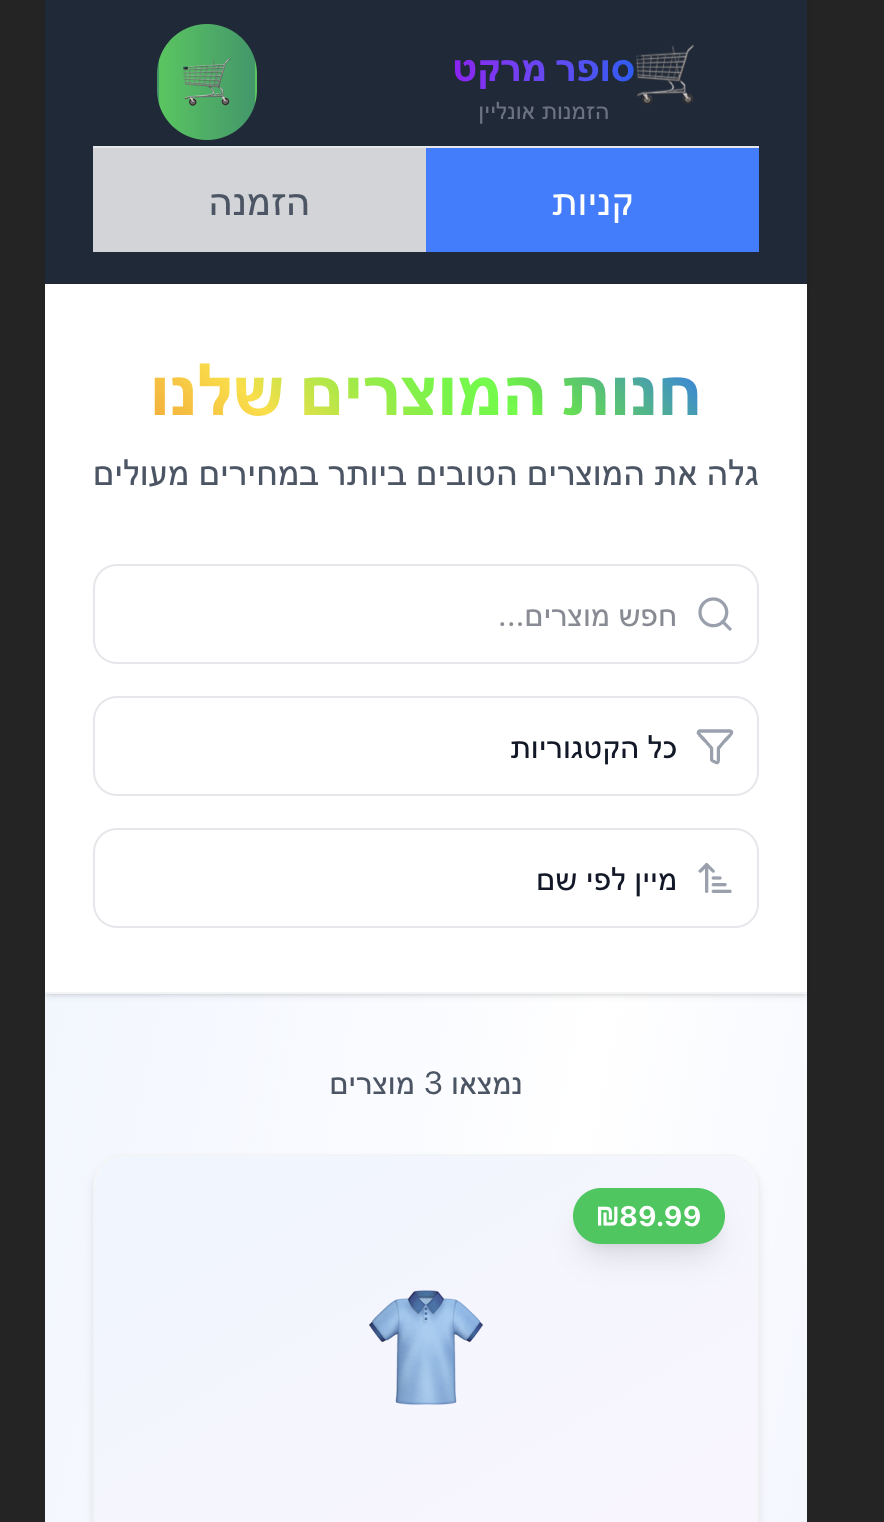 סופר מרקט
הזמנות אונליין
קניות
הזמנה
חנות המוצרים שלנו
גלה את המוצרים הטובים ביותר במחירים מעולים
חפש מוצרים...
כל הקטגוריות
מיין לפי שם
נמצאו 3 מוצרים
₪89.99